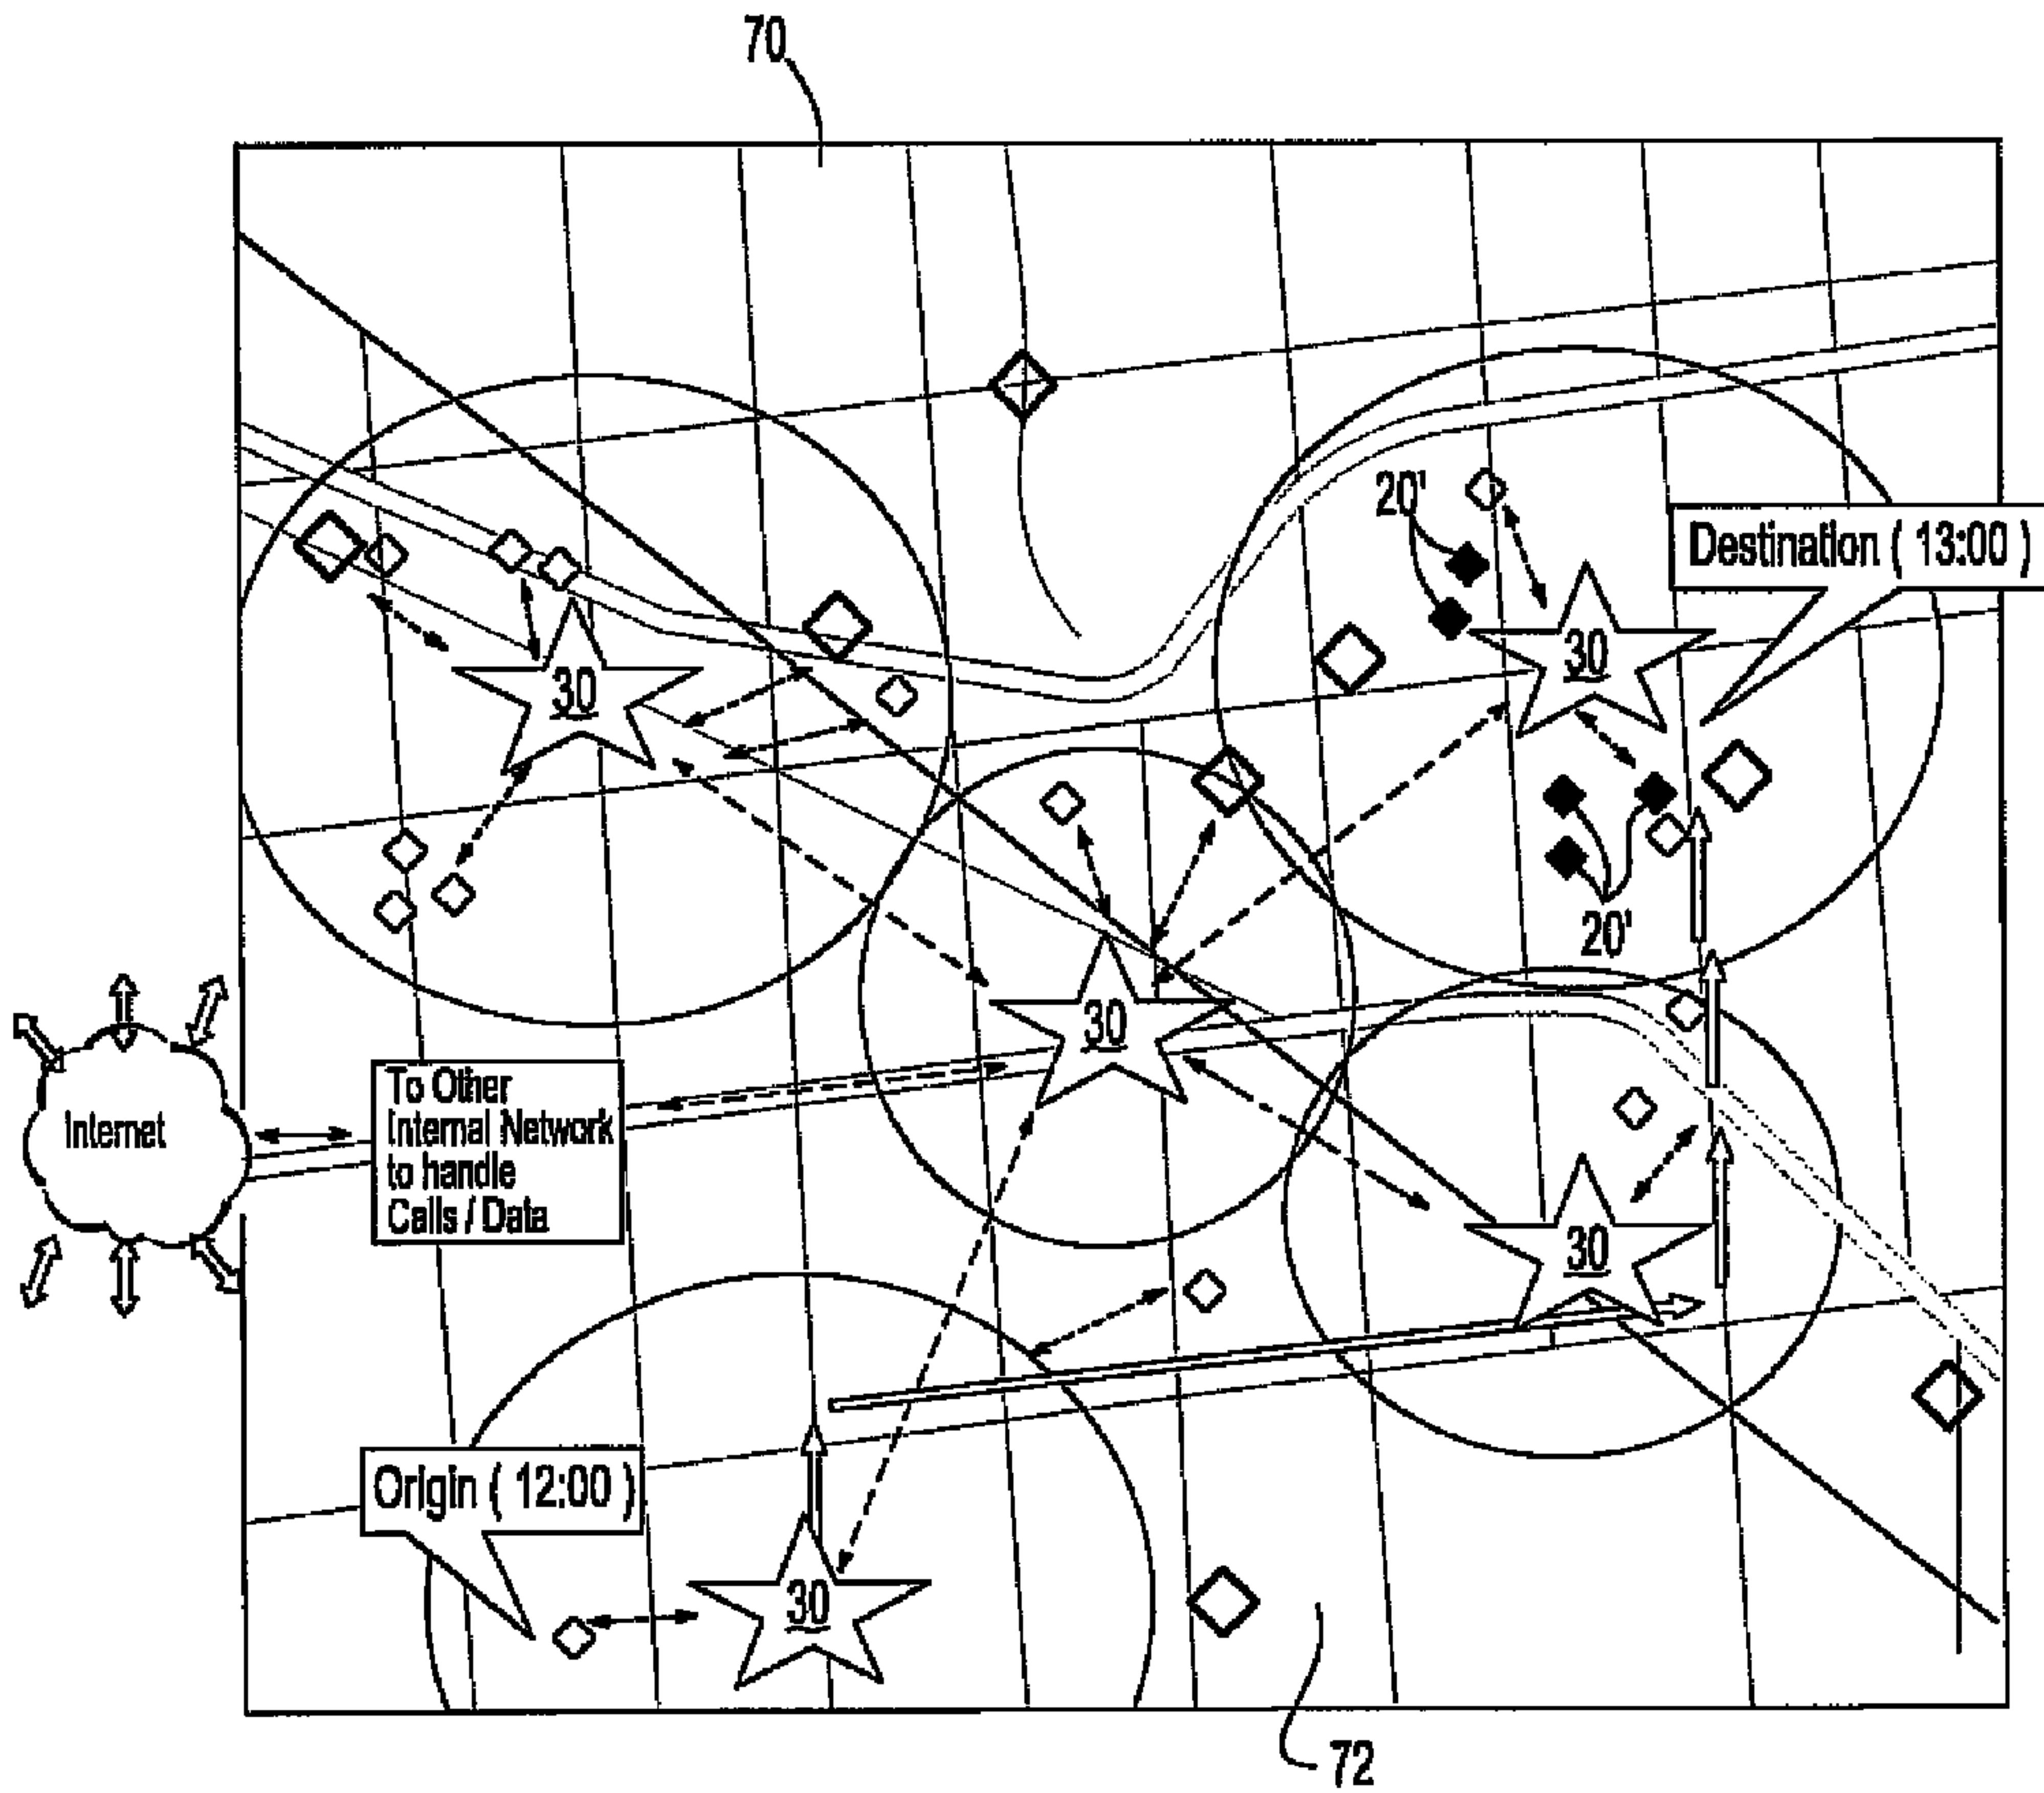 70
20'
Destination ( 13:00 )
30
30
20'
30
Internet
To Other
Internal Network
to handle
Calls / Data
30
Origin ( 12:00 )
30
72